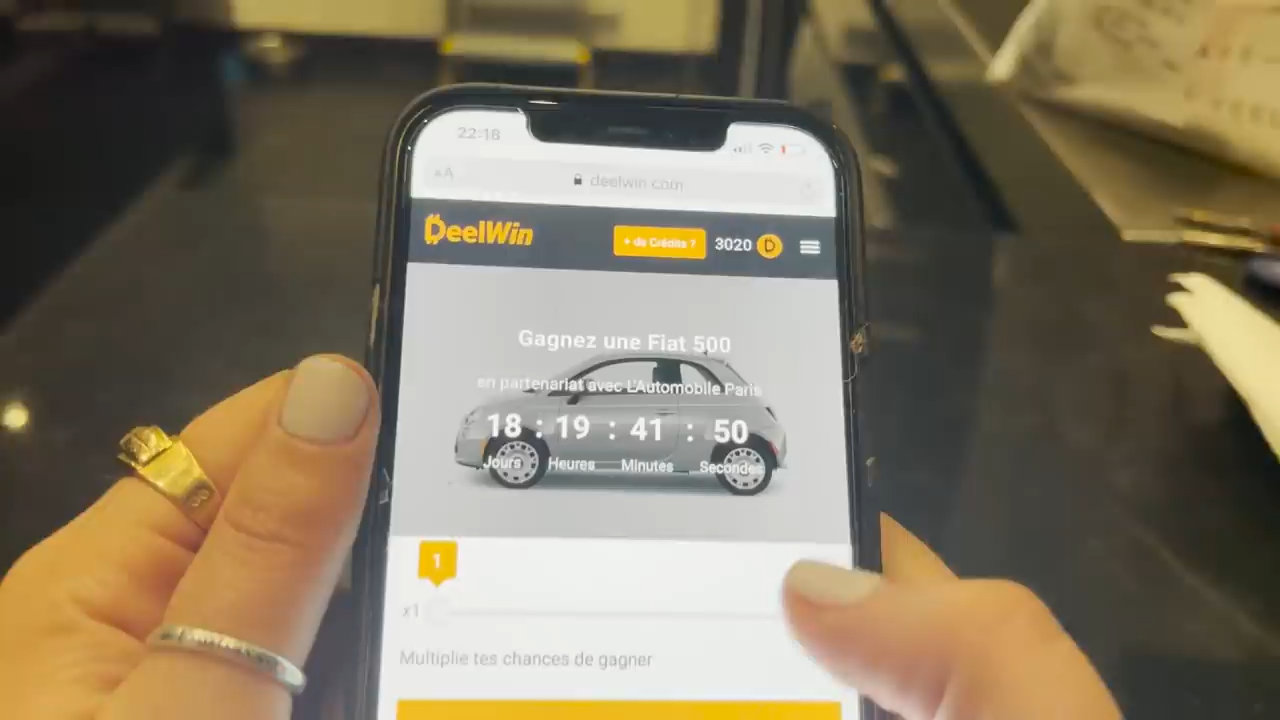 22:18
AA
deelwin.com
DeelWin
+ de Crédits ?
3020 D
Gagnez une Fiat 500
en partenariat avec L'Automobile Paris
18 : 19 : 41 : 50
Jours Heures Minutes Secondes
1
x1
Multiplie tes chances de gagner